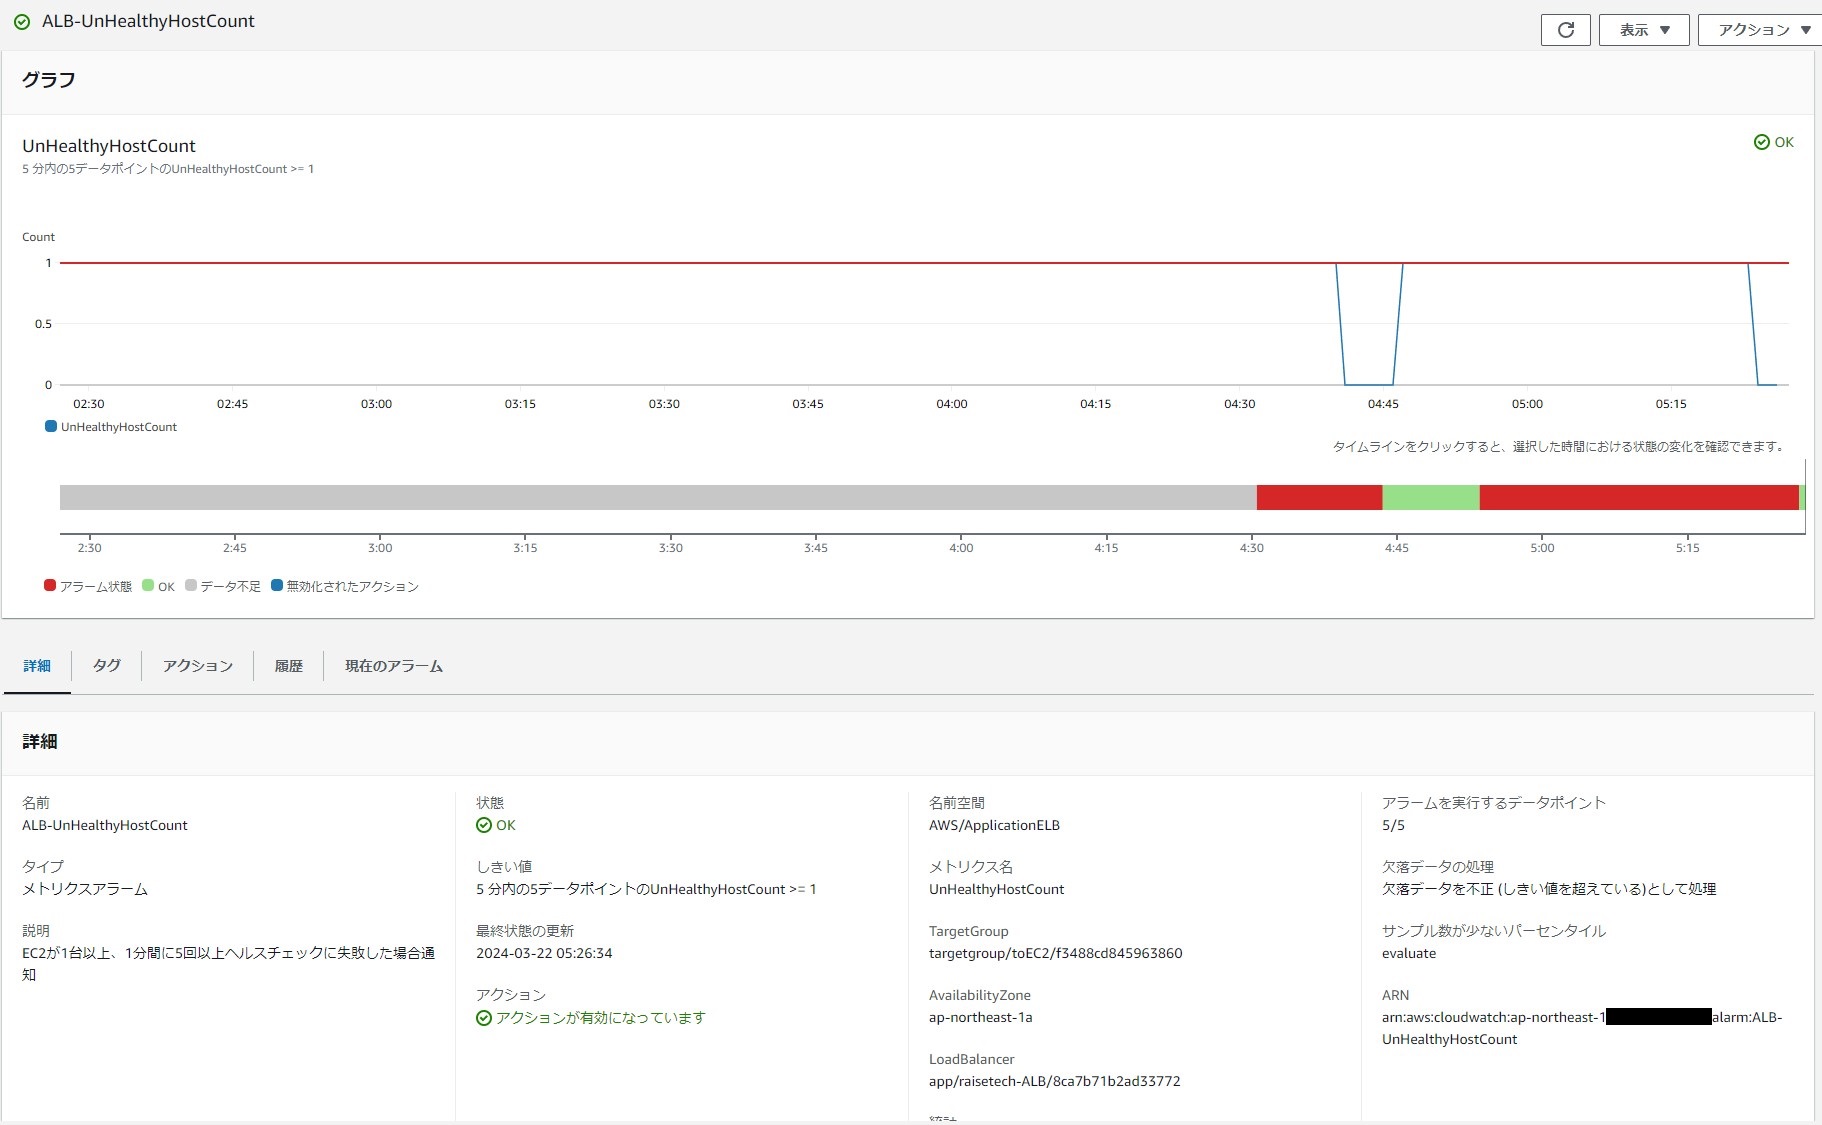 ALB-UnHealthyHostCount
表示 ▼
アクション ▼
グラフ
UnHealthyHostCount
OK
5 分内の5データポイントのUnHealthyHostCount >= 1
Count
1
0.5
0
02:30 02:45 03:00 03:15 03:30 03:45 04:00 04:15 04:30 04:45 05:00 05:15
UnHealthyHostCount
タイムラインをクリックすると、選択した時間における状態の変化を確認できます。
2:30 2:45 3:00 3:15 3:30 3:45 4:00 4:15 4:30 4:45 5:00 5:15
アラーム状態 OK データ不足 無効化されたアクション
詳細 タグ アクション 履歴 現在のアラーム
詳細
名前
ALB-UnHealthyHostCount
タイプ
メトリクスアラーム
説明
EC2が1台以上、1分間に5回以上ヘルスチェックに失敗した場合通
知
状態
OK
しきい値
5 分内の5データポイントのUnHealthyHostCount >= 1
最終状態の更新
2024-03-22 05:26:34
アクション
アクションが有効になっています
名前空間
AWS/ApplicationELB
メトリクス名
UnHealthyHostCount
TargetGroup
targetgroup/toEC2/f3488cd845963860
AvailabilityZone
ap-northeast-1a
LoadBalancer
app/raisetech-ALB/8ca7b71b2ad33772
アラームを実行するデータポイント
5/5
欠落データの処理
欠落データを不正 (しきい値を超えている)として処理
サンプル数が少ないパーセンタイル
evaluate
ARN
arn:aws:cloudwatch:ap-northeast-1 alarm:ALB-
UnHealthyHostCount